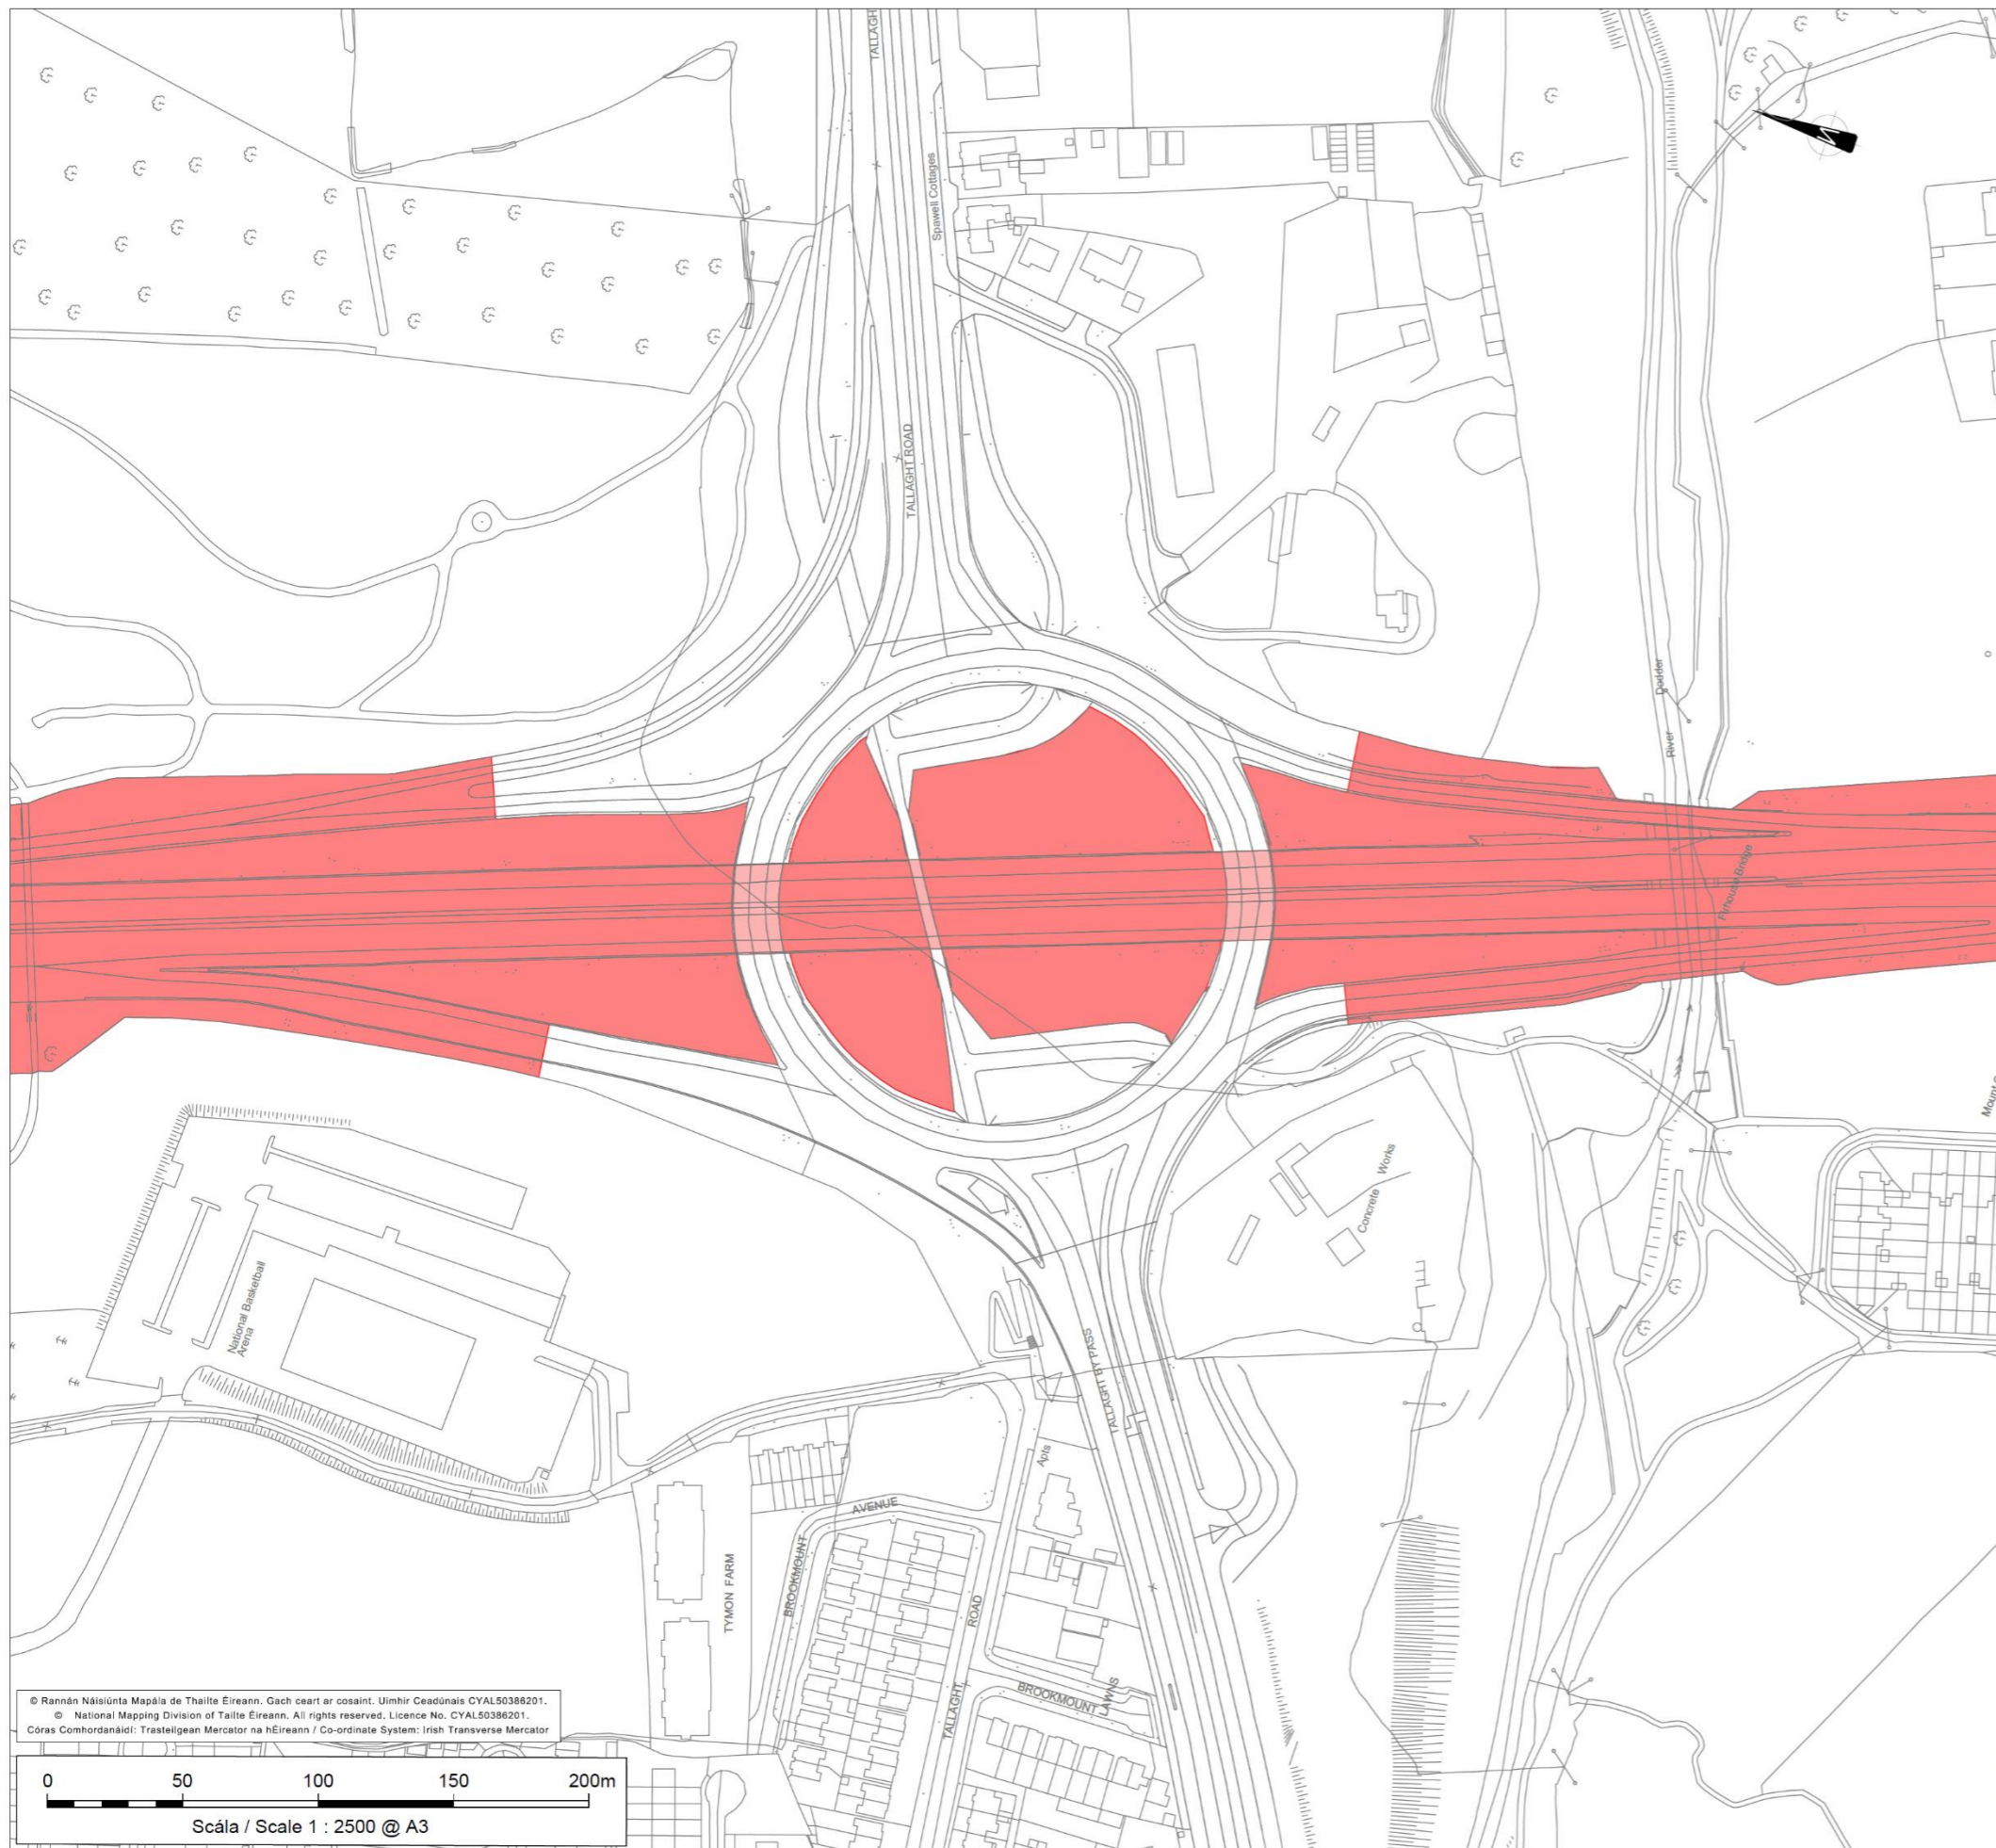 TALLAGH
Spawell Cottages
N
TALLAGHT ROAD
Dodder
River
Firhouse Bridge
Mount
National Basketball
Arena
Concrete Works
TALLAGHT BY PASS
Apts
AVENUE
BROOKMOUNT
TYMON FARM
ROAD
TALLAGHT
BROOKMOUNT
LAWNS
© Rannán Náisiúnta Mapála de Thailte Éireann. Gach ceart ar cosaint. Uimhir Ceadúnais CYAL50386201.
© National Mapping Division of Tailte Éireann. All rights reserved. Licence No. CYAL50386201.
Córas Comhordanáidí: Trasteilgean Mercator na hÉireann / Co-ordinate System: Irish Transverse Mercator
0 50 100 150 200m
Scála / Scale 1 : 2500 @ A3